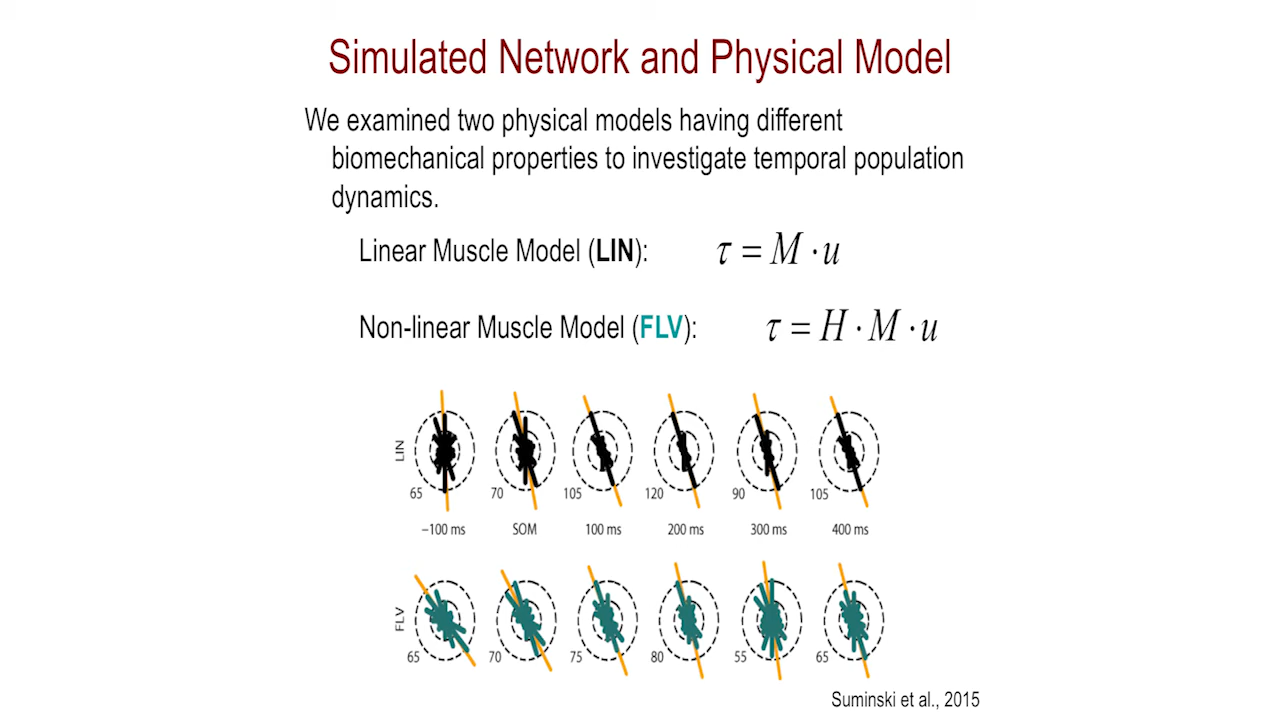 Simulated Network and Physical Model
We examined two physical models having different
biomechanical properties to investigate temporal population
dynamics.
Linear Muscle Model (LIN): τ = M · u
Non-linear Muscle Model (FLV): τ = H · M · u
LIN
65 70 105 120 90 105
−100 ms SOM 100 ms 200 ms 300 ms 400 ms
FLV
65 70 75 80 55 65
Suminski et al., 2015